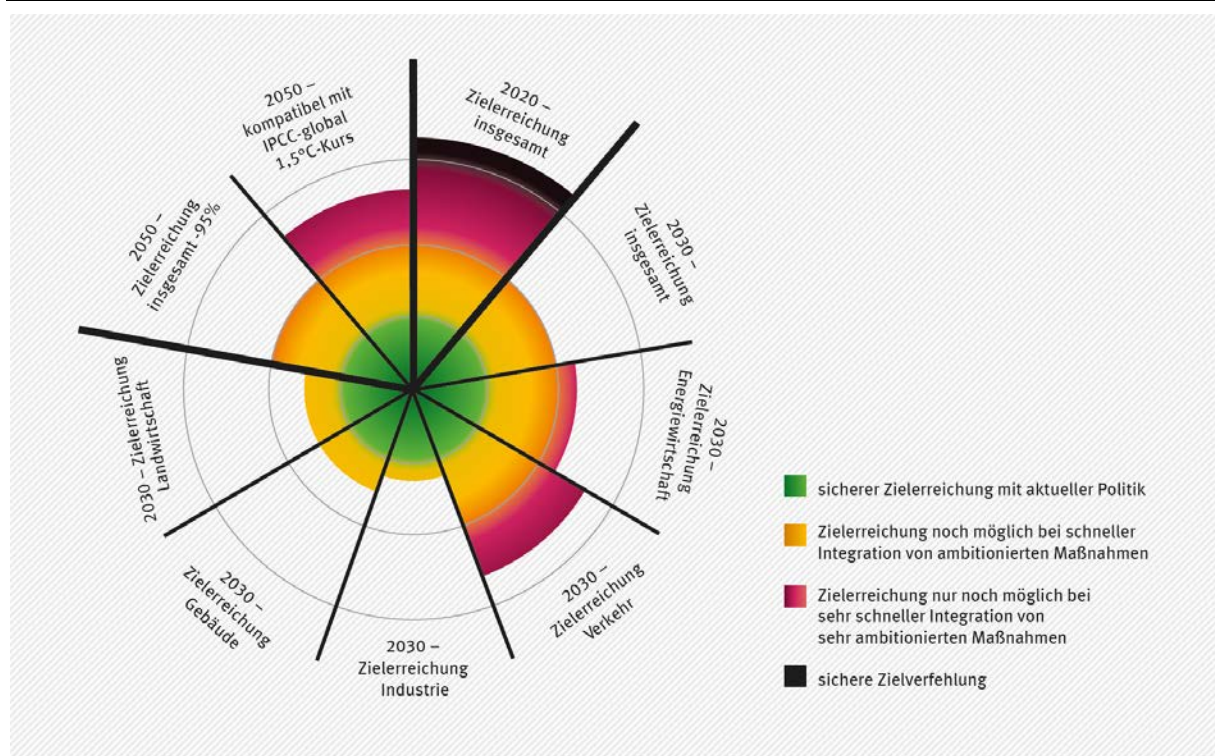 2020 –
Zielerreichung
insgesamt
2030 –
Zielerreichung
insgesamt
2030 –
Zielerreichung
Energiewirtschaft
2030 –
Zielerreichung
Verkehr
2030 –
Zielerreichung
Industrie
2030 –
Zielerreichung
Gebäude
2030 – Zielerreichung
Landwirtschaft
2050 –
Zielerreichung
insgesamt -95%
2050 –
kompatibel mit
IPCC-global
1,5°C-Kurs
sicherer Zielerreichung mit aktueller Politik
Zielerreichung noch möglich bei schneller
Integration von ambitionierten Maßnahmen
Zielerreichung nur noch möglich bei
sehr schneller Integration von
sehr ambitionierten Maßnahmen
sichere Zielverfehlung